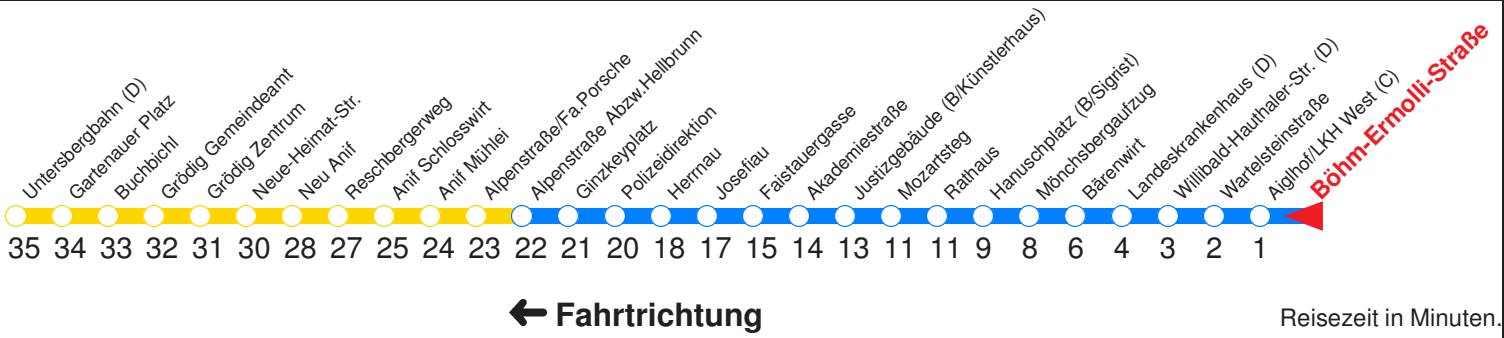 Untersbergbahn (D)
Gartenauer Platz
Buchbichl
Grödig Gemeindeamt
Grödig Zentrum
Neue-Heimat-Str.
Neu Anif
Reschbergerweg
Anif Schlosswirt
Anif Mühlei
Alpenstraße/Fa.Porsche
Alpenstraße Abzw.Hellbrunn
Ginzkeyplatz
Polizeidirektion
Herrnau
Josefiau
Faistauergasse
Akademiestraße
Justizgebäude (B/Künstlerhaus)
Mozartsteg
Rathaus
Hanuschplatz (B/Sigrist)
Mönchsbergaufzug
Bärenwirt
Landeskrankenhaus (D)
Willibald-Hauthaler-Str. (D)
Wartelsteinstraße
Aiglhof/LKH West (C)
Böhm-Ermolli-Straße
35 34 33 32 31 30 28 27 25 24 23 22 21 20 18 17 15 14 13 11 11 9 8 6 4 3 2 1
Fahrtrichtung
Reisezeit in Minuten.